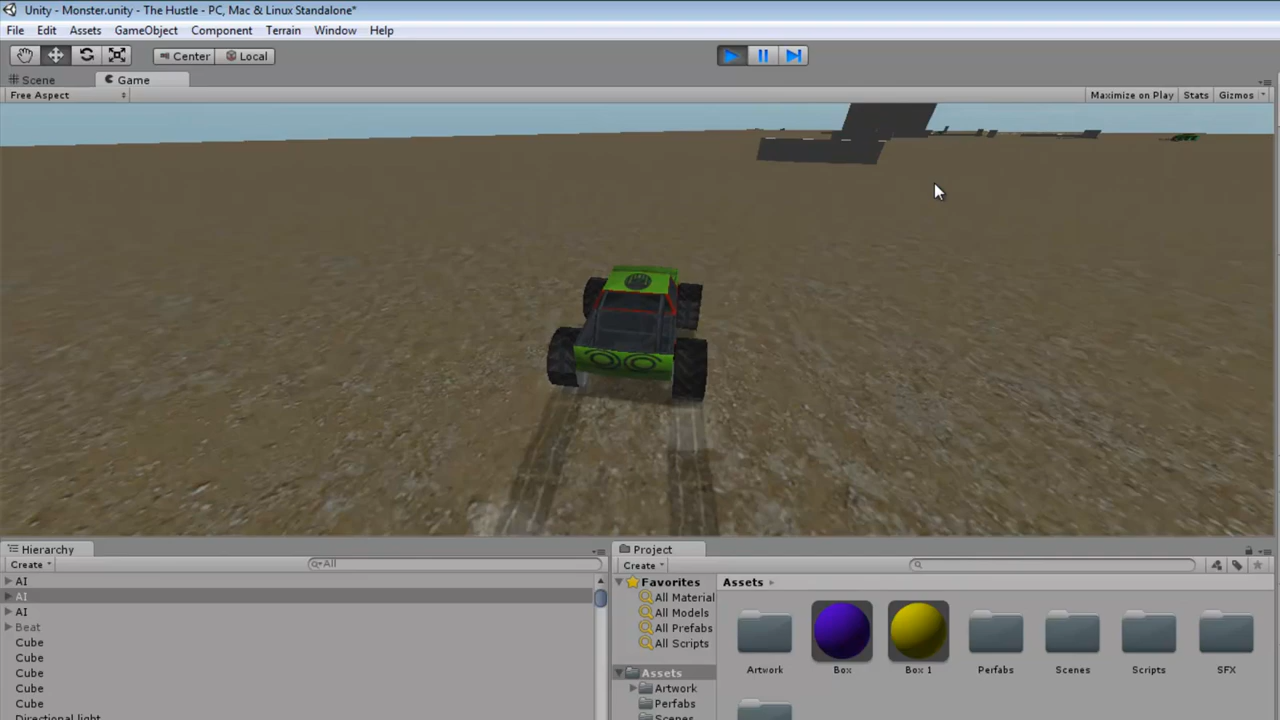 Unity - Monster.unity - The Hustle - PC, Mac & Linux Standalone*
File Edit Assets GameObject Component Terrain Window Help
Center Local
Scene Game
Free Aspect Maximize on Play Stats Gizmos
Hierarchy
Create All
AI
AI
AI
Beat
Cube
Cube
Cube
Cube
Cube
Directional light
Project
Create
Favorites
All Material
All Models
All Prefabs
All Scripts
Assets
Artwork
Perfabs
Scenes
Assets
Artwork Box Box 1 Perfabs Scenes Scripts SFX